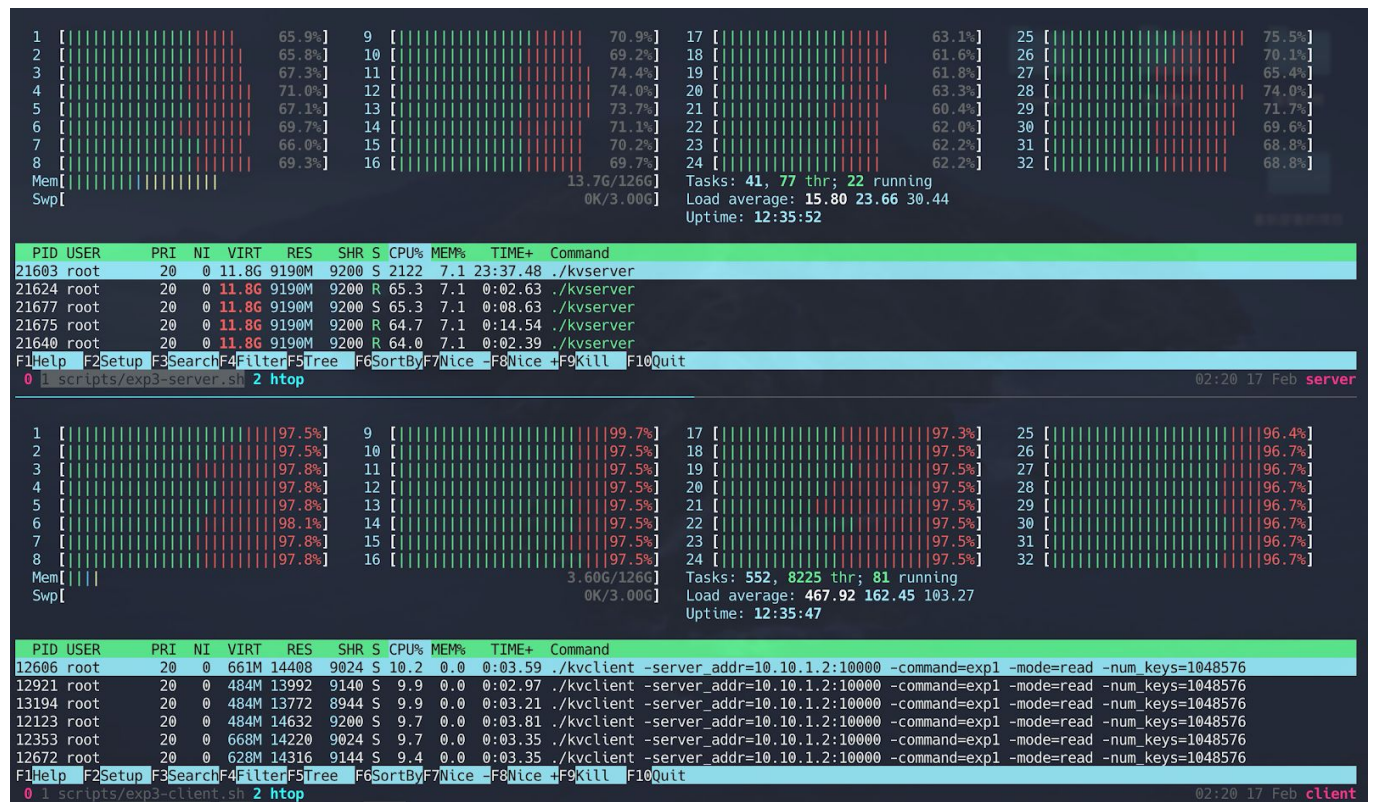 1 [||||||||||||||||||||| 65.9%] 9 [||||||||||||||||||||||| 70.9%] 17 [||||||||||||||||||||| 63.1%] 25 [||||||||||||||||||||||||| 75.5%]
2 [|||||||||||||||||||||| 65.8%] 10 [||||||||||||||||||||||| 69.2%] 18 [|||||||||||||||||||||| 61.6%] 26 [|||||||||||||||||||||||| 70.1%]
3 [|||||||||||||||||||||| 67.3%] 11 [|||||||||||||||||||||||| 74.4%] 19 [||||||||||||||||||||| 61.8%] 27 [||||||||||||||||||||||| 65.4%]
4 [||||||||||||||||||||||| 71.0%] 12 [|||||||||||||||||||||||| 74.0%] 20 [|||||||||||||||||||||| 63.3%] 28 [||||||||||||||||||||||||| 74.0%]
5 [||||||||||||||||||||||| 67.1%] 13 [|||||||||||||||||||||||| 73.7%] 21 [||||||||||||||||||||| 60.4%] 29 [|||||||||||||||||||||||| 71.7%]
6 [||||||||||||||||||||||| 69.7%] 14 [||||||||||||||||||||||| 71.1%] 22 [||||||||||||||||||||| 62.0%] 30 [|||||||||||||||||||||||| 69.6%]
7 [|||||||||||||||||||||| 66.0%] 15 [||||||||||||||||||||||| 70.2%] 23 [||||||||||||||||||||| 62.2%] 31 [||||||||||||||||||||||| 68.8%]
8 [||||||||||||||||||||||| 69.3%] 16 [||||||||||||||||||||||| 69.7%] 24 [||||||||||||||||||||| 62.2%] 32 [||||||||||||||||||||||| 68.8%]
Mem[||||||||||||||||||| 13.7G/126G] Tasks: 41, 77 thr; 22 running
Swp[ 0K/3.00G] Load average: 15.80 23.66 30.44
Uptime: 12:35:52
PID USER PRI NI VIRT RES SHR S CPU% MEM% TIME+ Command
21603 root 20 0 11.8G 9190M 9200 S 2122 7.1 23:37.48 ./kvserver
21624 root 20 0 11.8G 9190M 9200 R 65.3 7.1 0:02.63 ./kvserver
21677 root 20 0 11.8G 9190M 9200 S 65.3 7.1 0:08.63 ./kvserver
21675 root 20 0 11.8G 9190M 9200 R 64.7 7.1 0:14.54 ./kvserver
21640 root 20 0 11.8G 9190M 9200 R 64.0 7.1 0:02.39 ./kvserver
F1Help F2Setup F3SearchF4FilterF5Tree F6SortByF7Nice -F8Nice +F9Kill F10Quit
0 1 scripts/exp3-server.sh 2 htop 02:20 17 Feb server
1 [|||||||||||||||||||||||||||97.5%] 9 [|||||||||||||||||||||||||||99.7%] 17 [|||||||||||||||||||||||||||97.3%] 25 [|||||||||||||||||||||||||||96.4%]
2 [|||||||||||||||||||||||||||97.5%] 10 [|||||||||||||||||||||||||||97.5%] 18 [|||||||||||||||||||||||||||97.5%] 26 [|||||||||||||||||||||||||||96.7%]
3 [|||||||||||||||||||||||||||97.8%] 11 [|||||||||||||||||||||||||||97.5%] 19 [|||||||||||||||||||||||||||97.5%] 27 [|||||||||||||||||||||||||||96.7%]
4 [|||||||||||||||||||||||||||97.8%] 12 [|||||||||||||||||||||||||||97.5%] 20 [|||||||||||||||||||||||||||97.5%] 28 [|||||||||||||||||||||||||||96.7%]
5 [|||||||||||||||||||||||||||97.8%] 13 [|||||||||||||||||||||||||||97.5%] 21 [|||||||||||||||||||||||||||97.5%] 29 [|||||||||||||||||||||||||||96.7%]
6 [|||||||||||||||||||||||||||98.1%] 14 [|||||||||||||||||||||||||||97.5%] 22 [|||||||||||||||||||||||||||97.5%] 30 [|||||||||||||||||||||||||||96.7%]
7 [|||||||||||||||||||||||||||97.8%] 15 [|||||||||||||||||||||||||||97.5%] 23 [|||||||||||||||||||||||||||97.5%] 31 [|||||||||||||||||||||||||||96.7%]
8 [|||||||||||||||||||||||||||97.8%] 16 [|||||||||||||||||||||||||||97.5%] 24 [|||||||||||||||||||||||||||97.5%] 32 [|||||||||||||||||||||||||||96.7%]
Mem[|||| 3.60G/126G] Tasks: 552, 8225 thr; 81 running
Swp[ 0K/3.00G] Load average: 467.92 162.45 103.27
Uptime: 12:35:47
PID USER PRI NI VIRT RES SHR S CPU% MEM% TIME+ Command
12606 root 20 0 661M 14408 9024 S 10.2 0.0 0:03.59 ./kvclient -server_addr=10.10.1.2:10000 -command=exp1 -mode=read -num_keys=1048576
12921 root 20 0 484M 13992 9140 S 9.9 0.0 0:02.97 ./kvclient -server_addr=10.10.1.2:10000 -command=exp1 -mode=read -num_keys=1048576
13194 root 20 0 484M 13772 8944 S 9.9 0.0 0:03.21 ./kvclient -server_addr=10.10.1.2:10000 -command=exp1 -mode=read -num_keys=1048576
12123 root 20 0 484M 14632 9200 S 9.7 0.0 0:03.81 ./kvclient -server_addr=10.10.1.2:10000 -command=exp1 -mode=read -num_keys=1048576
12353 root 20 0 668M 14220 9024 S 9.7 0.0 0:03.35 ./kvclient -server_addr=10.10.1.2:10000 -command=exp1 -mode=read -num_keys=1048576
12672 root 20 0 628M 14316 9144 S 9.4 0.0 0:03.35 ./kvclient -server_addr=10.10.1.2:10000 -command=exp1 -mode=read -num_keys=1048576
F1Help F2Setup F3SearchF4FilterF5Tree F6SortByF7Nice -F8Nice +F9Kill F10Quit
0 1 scripts/exp3-client.sh 2 htop 02:20 17 Feb client